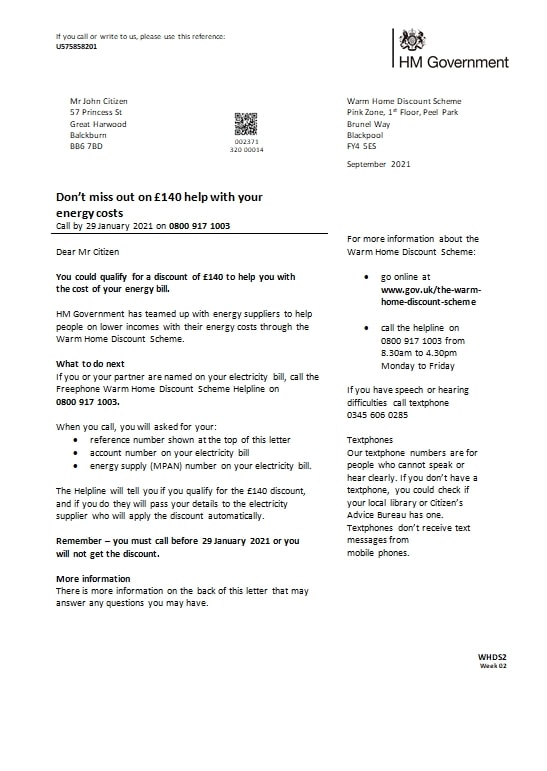 If you call or write to us, please use this reference:
U575858201
HM Government
Mr John Citizen
57 Princess St
Great Harwood
Balckburn
BB6 7BD
002371
320 00014
Warm Home Discount Scheme
Pink Zone, 1st Floor, Peel Park
Brunel Way
Blackpool
FY4 5ES
September 2021
Don’t miss out on £140 help with your
energy costs
Call by 29 January 2021 on 0800 917 1003
Dear Mr Citizen
You could qualify for a discount of £140 to help you with
the cost of your energy bill.
HM Government has teamed up with energy suppliers to help
people on lower incomes with their energy costs through the
Warm Home Discount Scheme.
What to do next
If you or your partner are named on your electricity bill, call the
Freephone Warm Home Discount Scheme Helpline on
0800 917 1003.
When you call, you will asked for your:
• reference number shown at the top of this letter
• account number on your electricity bill
• energy supply (MPAN) number on your electricity bill.
The Helpline will tell you if you qualify for the £140 discount,
and if you do they will pass your details to the electricity
supplier who will apply the discount automatically.
Remember – you must call before 29 January 2021 or you
will not get the discount.
More information
There is more information on the back of this letter that may
answer any questions you may have.
For more information about the
Warm Home Discount Scheme:
• go online at
www.gov.uk/the-warm-
home-discount-scheme
• call the helpline on
0800 917 1003 from
8.30am to 4.30pm
Monday to Friday
If you have speech or hearing
difficulties call textphone
0345 606 0285
Textphones
Our textphone numbers are for
people who cannot speak or
hear clearly. If you don’t have a
textphone, you could check if
your local library or Citizen’s
Advice Bureau has one.
Textphones don’t receive text
messages from
mobile phones.
WHDS2
Week 02